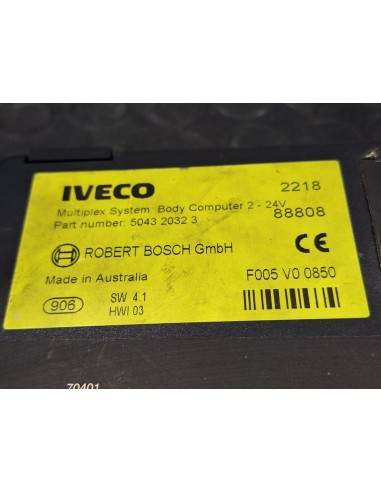 IVECO 2218
Multiplex System: Body Computer 2 - 24V 88808
Part number: 5043 2032 3
ROBERT BOSCH GmbH CE
Made in Australia F005 V0 0850
906 SW 4.1
HWI 03
70401